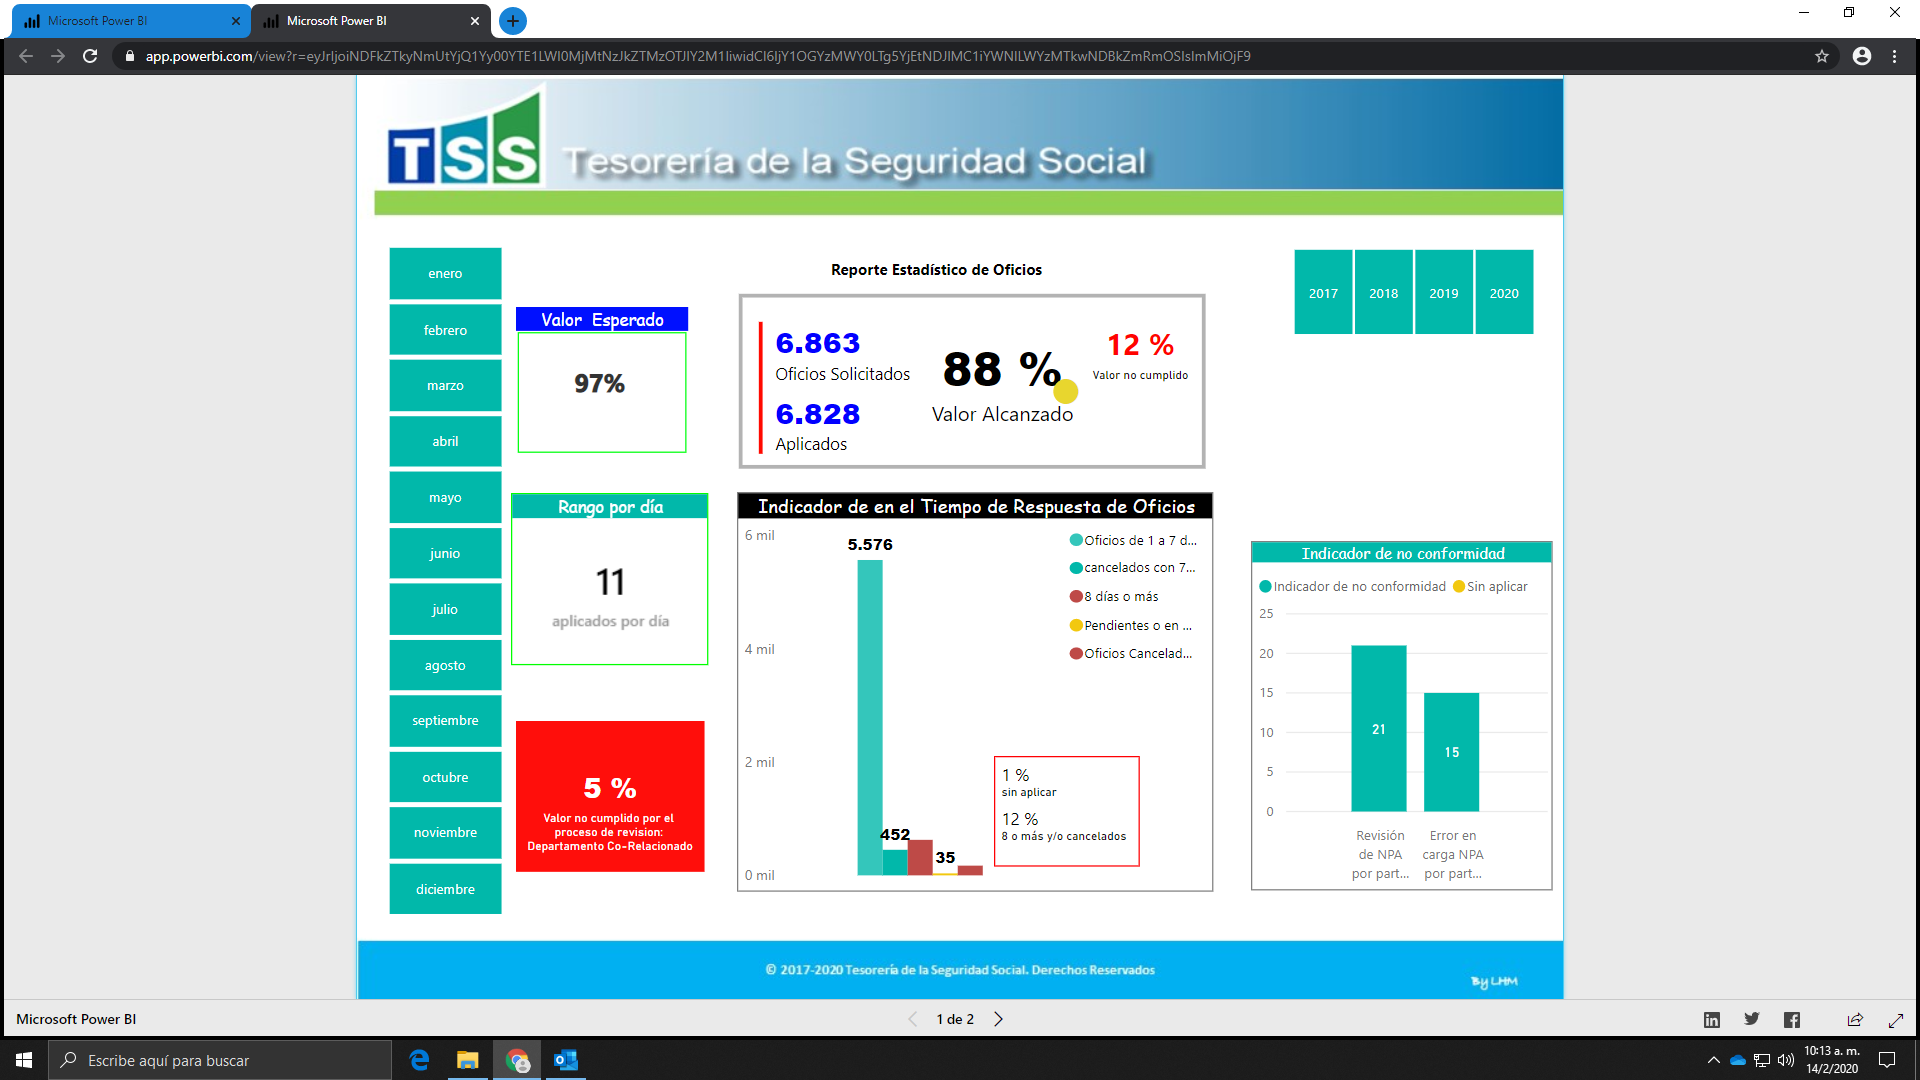 Microsoft Power BI
Microsoft Power BI
TSS
Tesorería de la Seguridad Social
enero
febrero
marzo
abril
mayo
junio
julio
agosto
septiembre
octubre
noviembre
diciembre
Valor Esperado
97%
Rango por día
11
aplicados por día
5 %
Valor no cumplido por el
proceso de revision:
Departamento Co-Relacionado
Reporte Estadístico de Oficios
6.863
Oficios Solicitados
6.828
Aplicados
88 %
Valor Alcanzado
12 %
Valor no cumplido
2017 2018 2019 2020
Indicador de en el Tiempo de Respuesta de Oficios
6 mil
4 mil
2 mil
0 mil
5.576
452
35
Oficios de 1 a 7 d...
cancelados con 7...
8 días o más
Pendientes o en ...
Oficios Cancelad...
1 %
sin aplicar
12 %
8 o más y/o cancelados
Indicador de no conformidad
Indicador de no conformidad Sin aplicar
25
20
15
10
5
0
21
15
Revisión
de NPA
por part...
Error en
carga NPA
por part...
© 2017-2020 Tesorería de la Seguridad Social. Derechos Reservados
By LHM
Microsoft Power BI
1 de 2
Escribe aquí para buscar
10:13 a. m.
14/2/2020